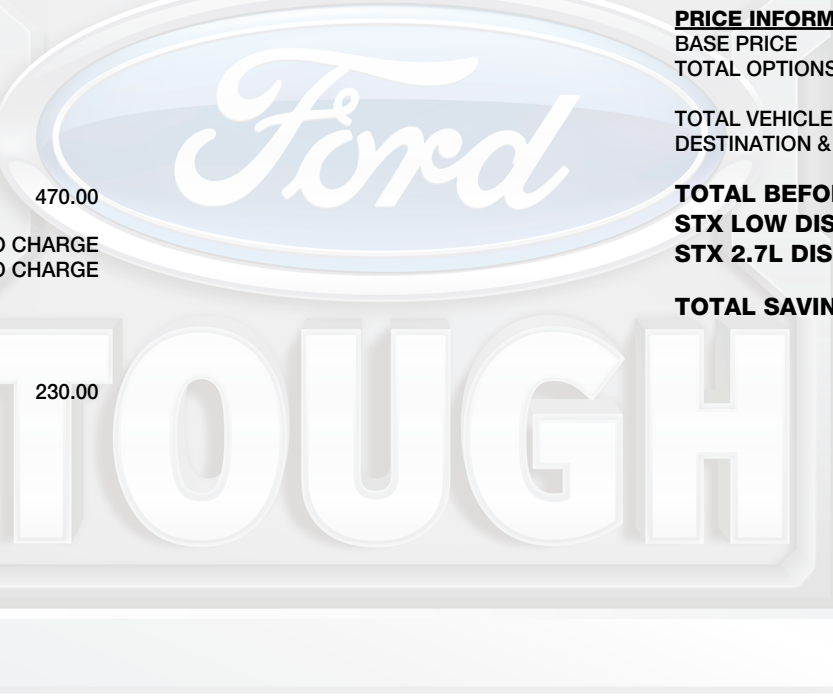 PRICE INFORM
BASE PRICE
TOTAL OPTIONS
TOTAL VEHICLE
DESTINATION &
TOTAL BEFO
STX LOW DIS
STX 2.7L DIS
TOTAL SAVIN
470.00
O CHARGE
O CHARGE
230.00
Ford
TOUGH